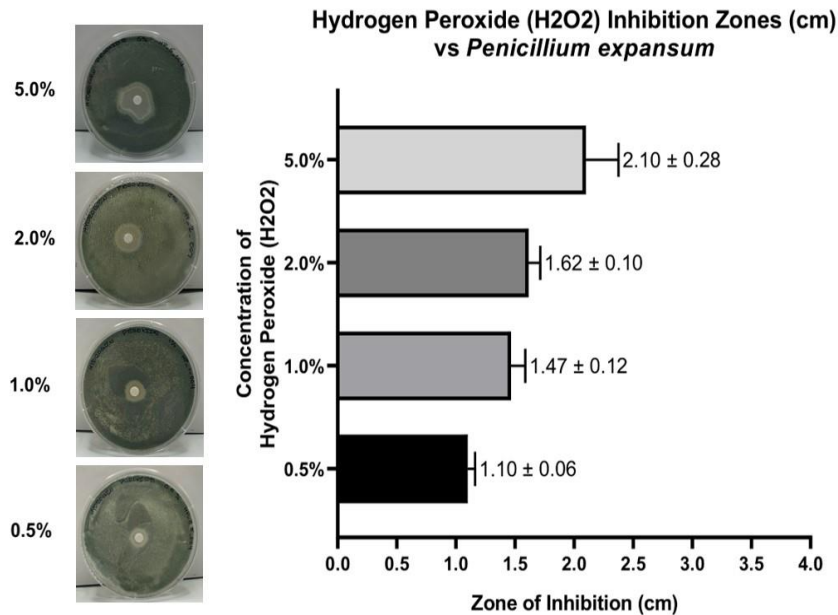 Hydrogen Peroxide (H2O2) Inhibition Zones (cm)
vs Penicillium expansum
5.0%
2.0%
1.0%
0.5%
Concentration of
Hydrogen Peroxide (H2O2)
5.0%
2.10 ± 0.28
2.0%
1.62 ± 0.10
1.0%
1.47 ± 0.12
0.5%
1.10 ± 0.06
0.0 0.5 1.0 1.5 2.0 2.5 3.0 3.5 4.0
Zone of Inhibition (cm)